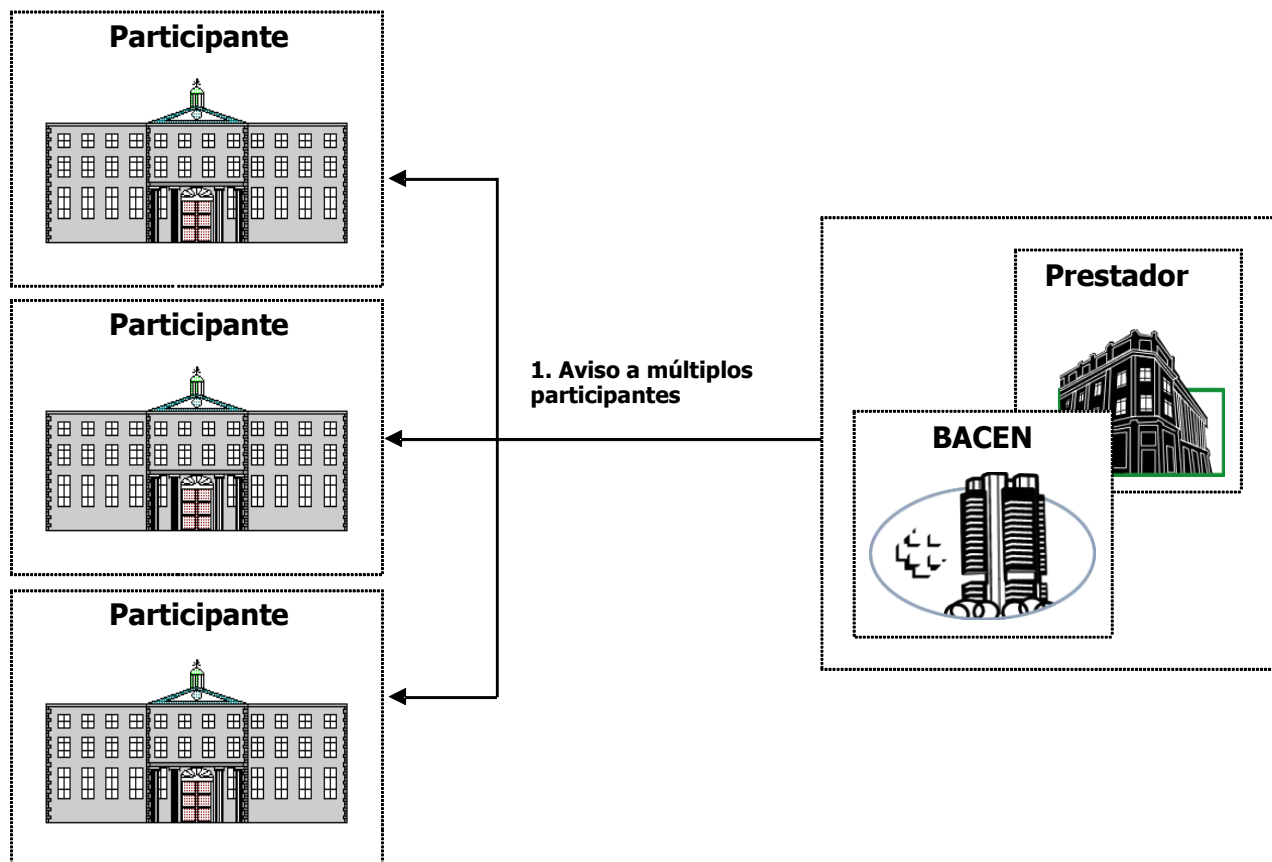 Participante
Participante
Participante
1. Aviso a múltiplos
participantes
Prestador
BACEN